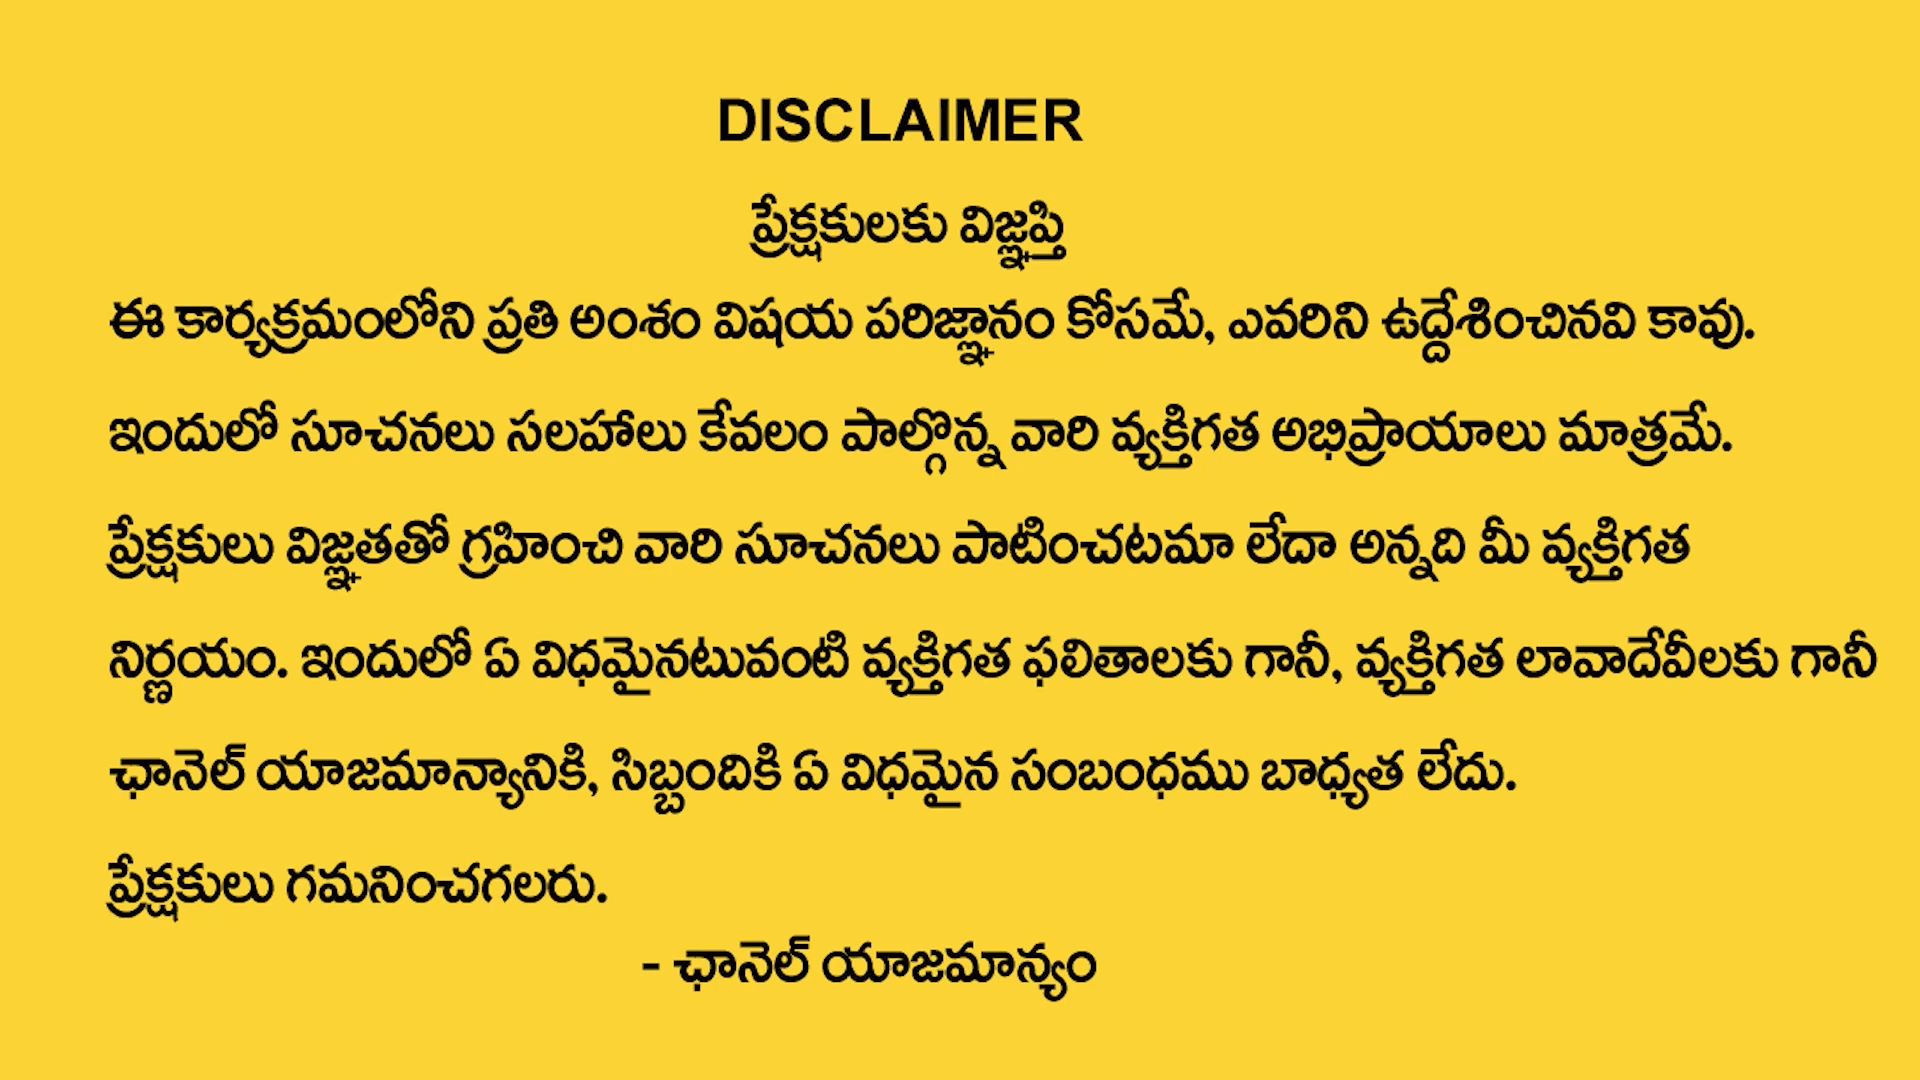 DISCLAIMER
ప్రేక్షకులకు విజ్ఞప్తి
ఈ కార్యక్రమంలోని ప్రతి అంశం విషయ పరిజ్ఞానం కోసమే, ఎవరిని ఉద్దేశించినవి కావు.
ఇందులో సూచనలు సలహాలు కేవలం పాల్గొన్న వారి వ్యక్తిగత అభిప్రాయాలు మాత్రమే.
ప్రేక్షకులు విజ్ఞతతో గ్రహించి వారి సూచనలు పాటించటమా లేదా అన్నది మీ వ్యక్తిగత
నిర్ణయం. ఇందులో ఏ విధమైనటువంటి వ్యక్తిగత ఫలితాలకు గానీ, వ్యక్తిగత లావాదేవీలకు గానీ
ఛానెల్ యాజమాన్యానికి, సిబ్బందికి ఏ విధమైన సంబంధము బాధ్యత లేదు.
ప్రేక్షకులు గమనించగలరు.
- ఛానెల్ యాజమాన్యం